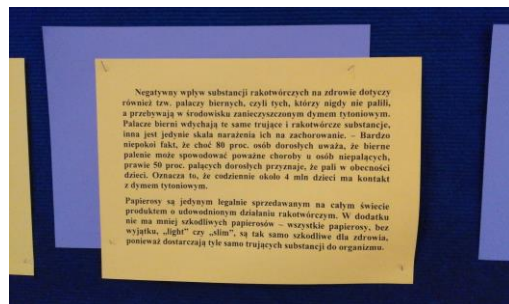 Negatywny wpływ substancji rakotwórczych na zdrowie dotyczy
również tzw. palaczy biernych, czyli tych, którzy nigdy nie palili,
a przebywają w środowisku zanieczyszczonym dymem tytoniowym.
Palacze bierni wdychają te same trujące i rakotwórcze substancje,
inna jest jedynie skala narażenia ich na zachorowanie. – Bardzo
niepokoi fakt, że choć 80 proc. osób dorosłych uważa, że bierne
palenie może spowodować poważne choroby u osób niepalących,
prawie 50 proc. palących dorosłych przyznaje, że pali w obecności
dzieci. Oznacza to, że codziennie około 4 mln dzieci ma kontakt
z dymem tytoniowym.
Papierosy są jedynym legalnie sprzedawanym na całym świecie
produktem o udowodnionym działaniu rakotwórczym. W dodatku
nie ma mniej szkodliwych papierosów – wszystkie papierosy, bez
wyjątku, „light” czy „slim”, są tak samo szkodliwe dla zdrowia,
ponieważ dostarczają tyle samo trujących substancji do organizmu.